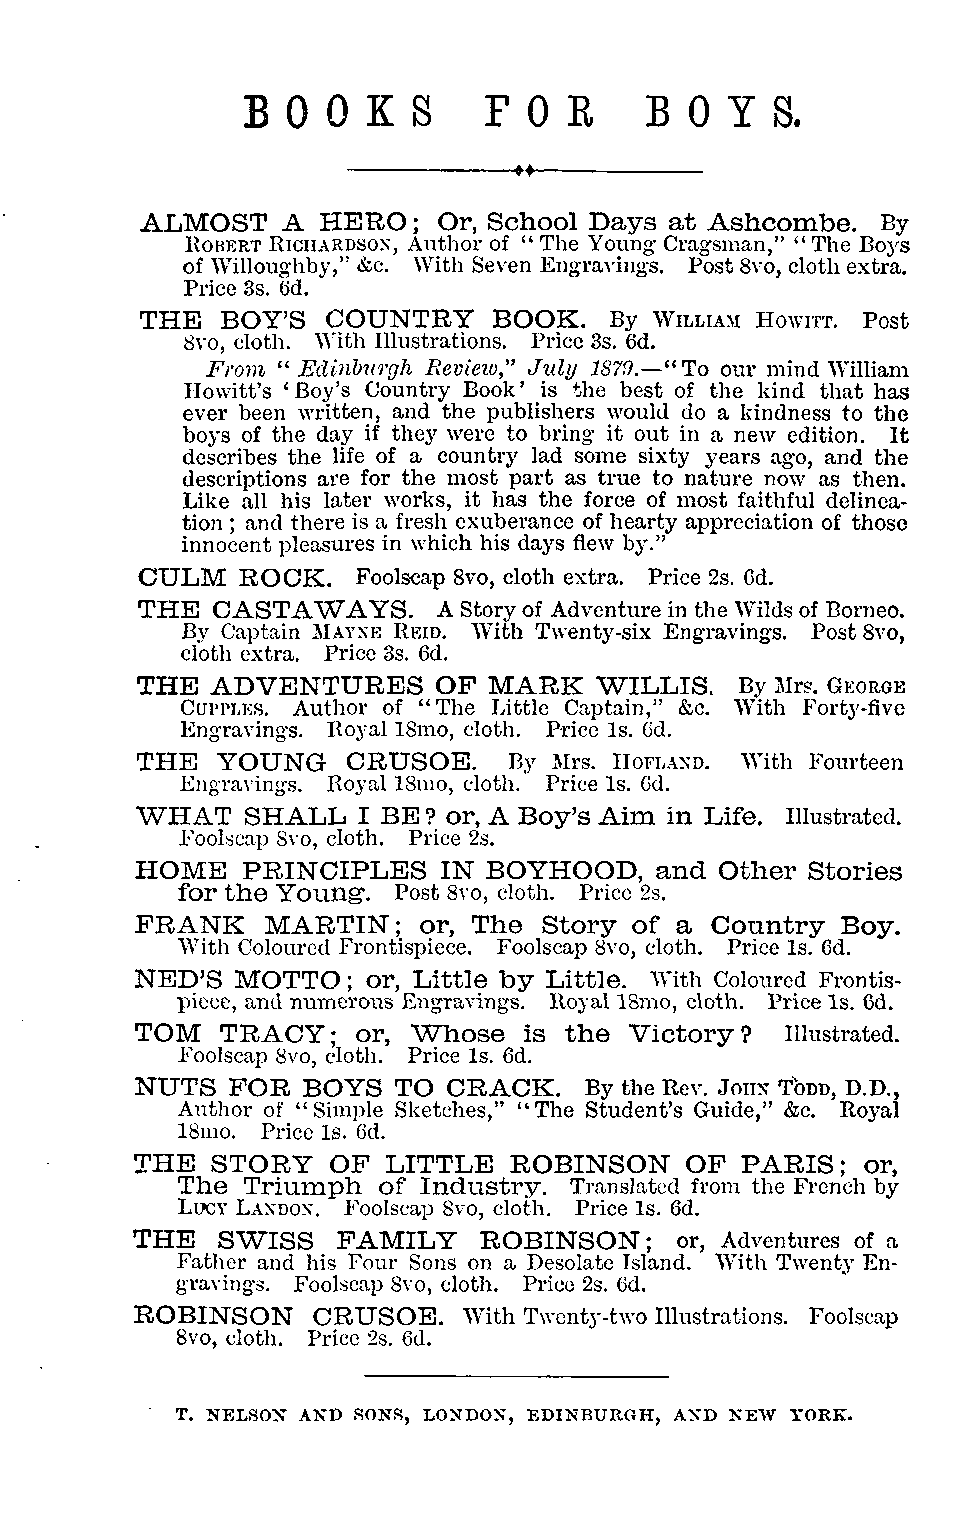 BOOKS FOR BOYS.
ALMOST A HERO; Or, School Days at Ashcombe. By
ROBERT RICHARDSON, Author of "The Young Cragsman," "The Boys
of Willoughby," &c. With Seven Engravings. Post 8vo, cloth extra.
Price 3s. 6d.
THE BOY'S COUNTRY BOOK. By WILLIAM HOWITT. Post
8vo, cloth. With Illustrations. Price 3s. 6d.
From "Edinburgh Review," July 1879.—"To our mind William
Howitt's 'Boy's Country Book' is the best of the kind that has
ever been written, and the publishers would do a kindness to the
boys of the day if they were to bring it out in a new edition. It
describes the life of a country lad some sixty years ago, and the
descriptions are for the most part as true to nature now as then.
Like all his later works, it has the force of most faithful delinea-
tion; and there is a fresh exuberance of hearty appreciation of those
innocent pleasures in which his days flew by."
CULM ROCK. Foolscap 8vo, cloth extra. Price 2s. 6d.
THE CASTAWAYS. A Story of Adventure in the Wilds of Borneo.
By Captain MAYNE REID. With Twenty-six Engravings. Post 8vo,
cloth extra. Price 3s. 6d.
THE ADVENTURES OF MARK WILLIS. By Mrs. GEORGE
CUPPLES. Author of "The Little Captain," &c. With Forty-five
Engravings. Royal 18mo, cloth. Price 1s. 6d.
THE YOUNG CRUSOE. By Mrs. HOFLAND. With Fourteen
Engravings. Royal 18mo, cloth. Price 1s. 6d.
WHAT SHALL I BE? or, A Boy's Aim in Life. Illustrated.
Foolscap 8vo, cloth. Price 2s.
HOME PRINCIPLES IN BOYHOOD, and Other Stories
for the Young. Post 8vo, cloth. Price 2s.
FRANK MARTIN; or, The Story of a Country Boy.
With Coloured Frontispiece. Foolscap 8vo, cloth. Price 1s. 6d.
NED'S MOTTO; or, Little by Little. With Coloured Frontis-
piece, and numerous Engravings. Royal 18mo, cloth. Price 1s. 6d.
TOM TRACY; or, Whose is the Victory? Illustrated.
Foolscap 8vo, cloth. Price 1s. 6d.
NUTS FOR BOYS TO CRACK. By the Rev. JOHN TODD, D.D.,
Author of "Simple Sketches," "The Student's Guide," &c. Royal
18mo. Price 1s. 6d.
THE STORY OF LITTLE ROBINSON OF PARIS; or,
The Triumph of Industry. Translated from the French by
LUCY LANDON. Foolscap 8vo, cloth. Price 1s. 6d.
THE SWISS FAMILY ROBINSON; or, Adventures of a
Father and his Four Sons on a Desolate Island. With Twenty En-
gravings. Foolscap 8vo, cloth. Price 2s. 6d.
ROBINSON CRUSOE. With Twenty-two Illustrations. Foolscap
8vo, cloth. Price 2s. 6d.
T. NELSON AND SONS, LONDON, EDINBURGH, AND NEW YORK.